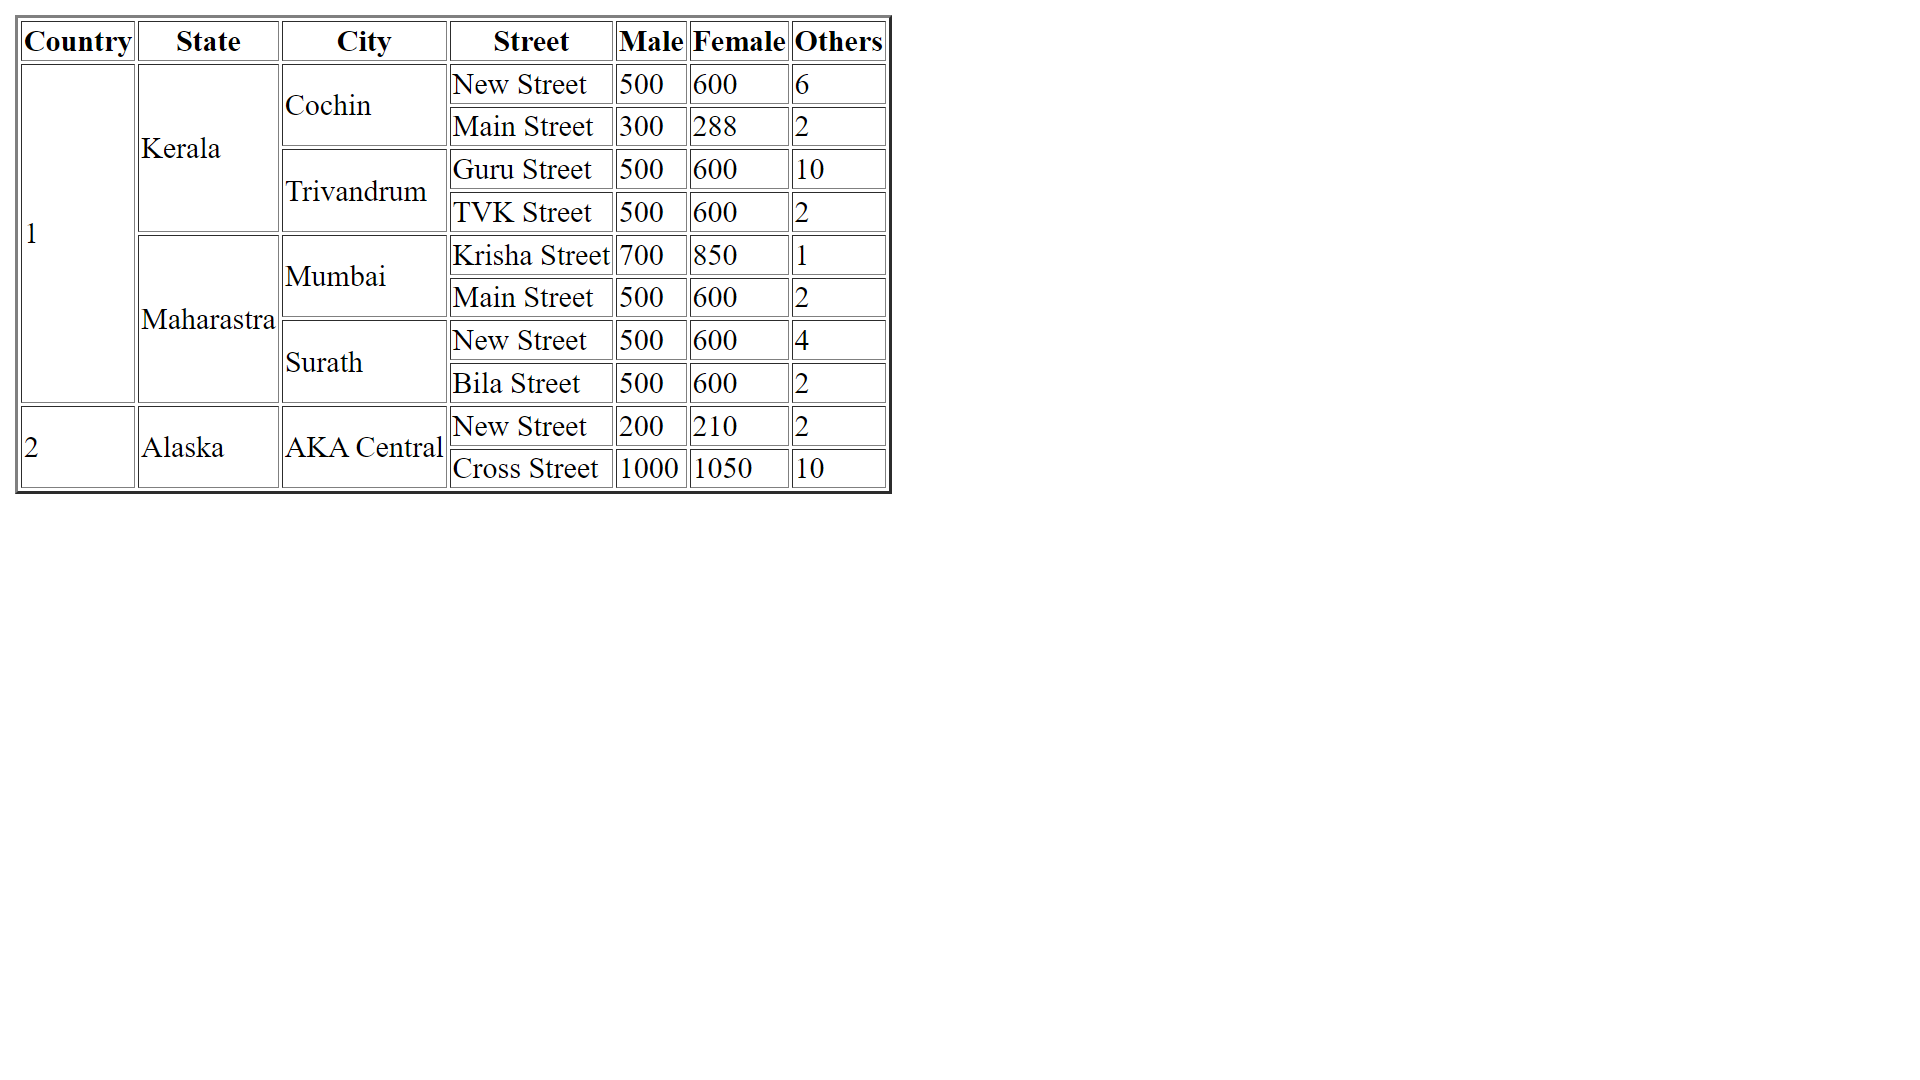 Country State City Street Male Female Others
1 Kerala Cochin New Street 500 600 6
Main Street 300 288 2
Trivandrum Guru Street 500 600 10
TVK Street 500 600 2
Maharastra Mumbai Krisha Street 700 850 1
Main Street 500 600 2
Surath New Street 500 600 4
Bila Street 500 600 2
2 Alaska AKA Central New Street 200 210 2
Cross Street 1000 1050 10